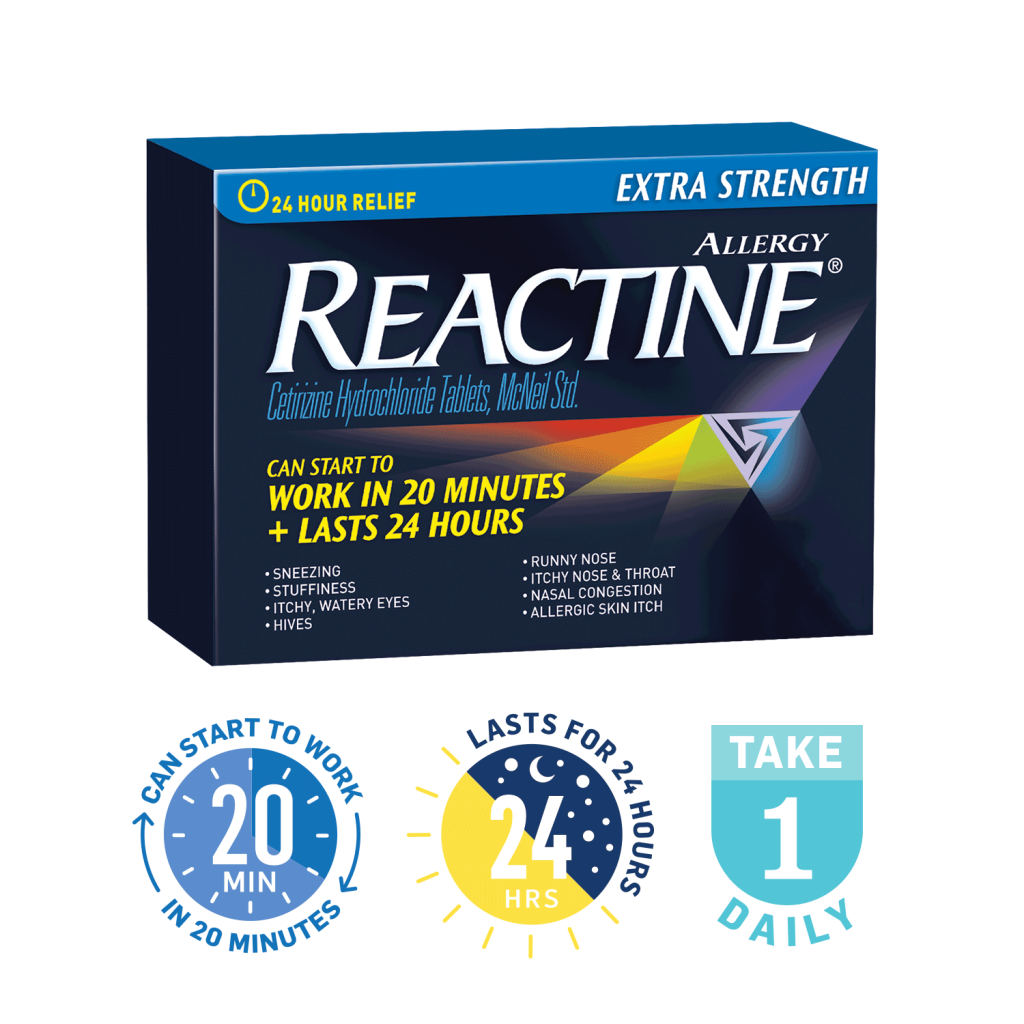 24 HOUR RELIEF
EXTRA STRENGTH
ALLERGY
REACTINE®
Cetirizine Hydrochloride Tablets, McNeil Std.
CAN START TO
WORK IN 20 MINUTES
+ LASTS 24 HOURS
• SNEEZING
• STUFFINESS
• ITCHY, WATERY EYES
• HIVES
• RUNNY NOSE
• ITCHY NOSE & THROAT
• NASAL CONGESTION
• ALLERGIC SKIN ITCH
CAN START TO WORK
20
MIN
IN 20 MINUTES
LASTS FOR 24 HOURS
24
HRS
TAKE
1
DAILY